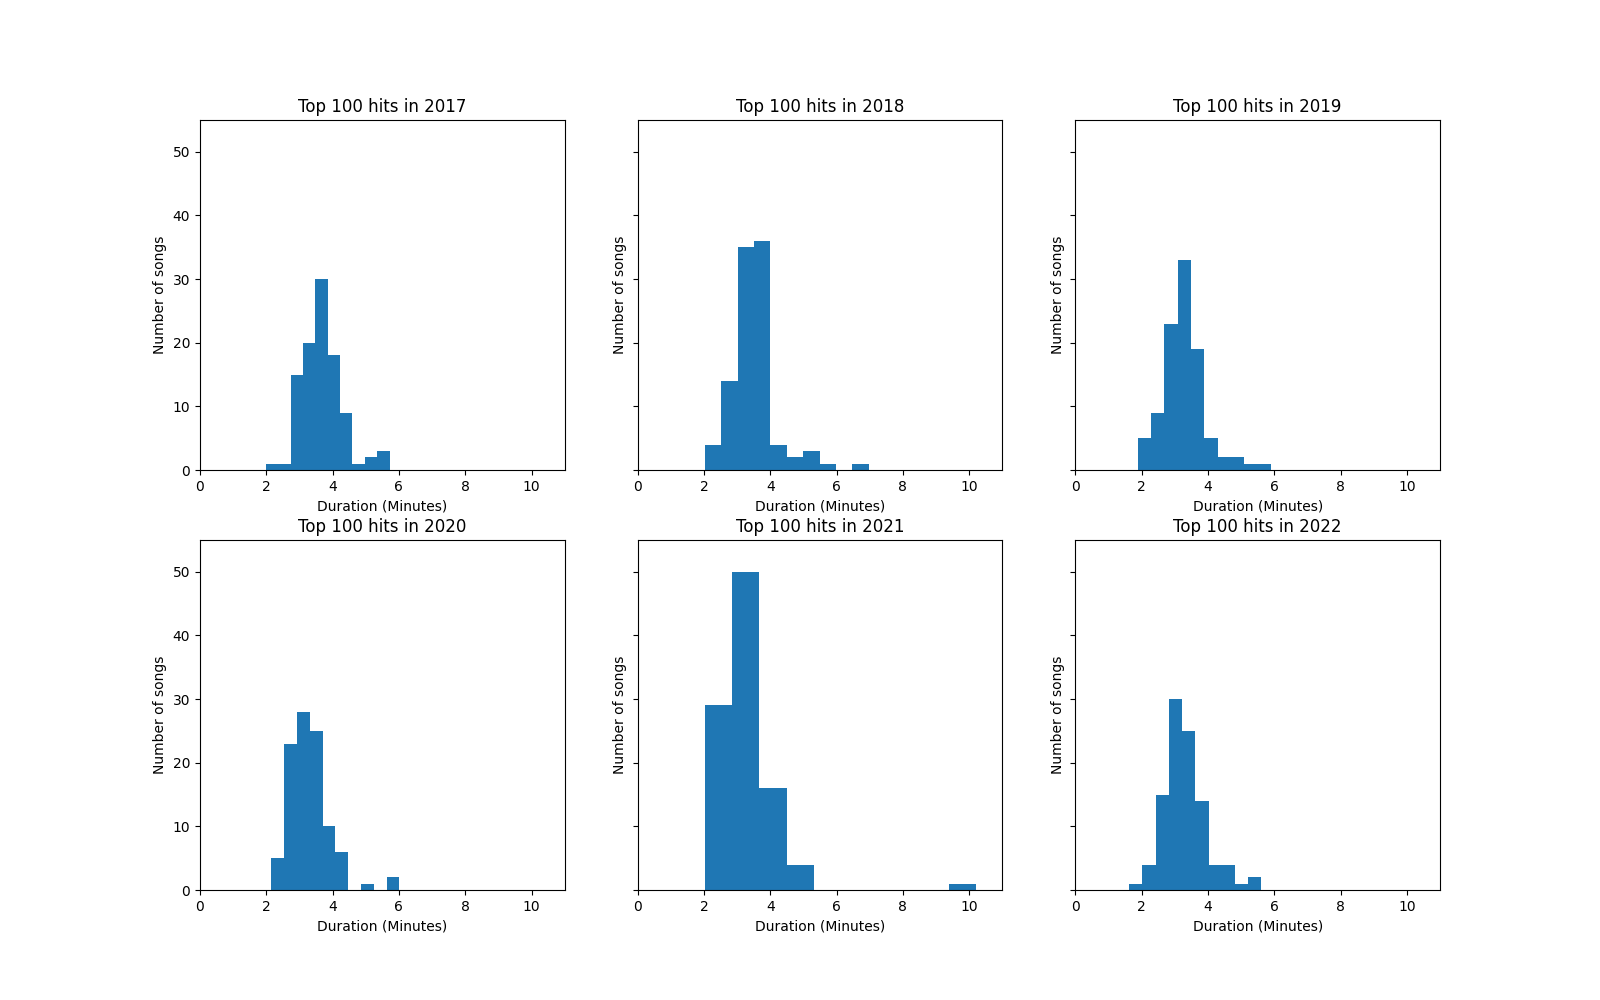 Top 100 hits in 2017
Top 100 hits in 2018
Top 100 hits in 2019
50
40
30
20
10
0
Number of songs
Number of songs
Number of songs
0 2 4 6 8 10
0 2 4 6 8 10
0 2 4 6 8 10
Duration (Minutes)
Duration (Minutes)
Duration (Minutes)
Top 100 hits in 2020
Top 100 hits in 2021
Top 100 hits in 2022
50
40
30
20
10
0
Number of songs
Number of songs
Number of songs
0 2 4 6 8 10
0 2 4 6 8 10
0 2 4 6 8 10
Duration (Minutes)
Duration (Minutes)
Duration (Minutes)